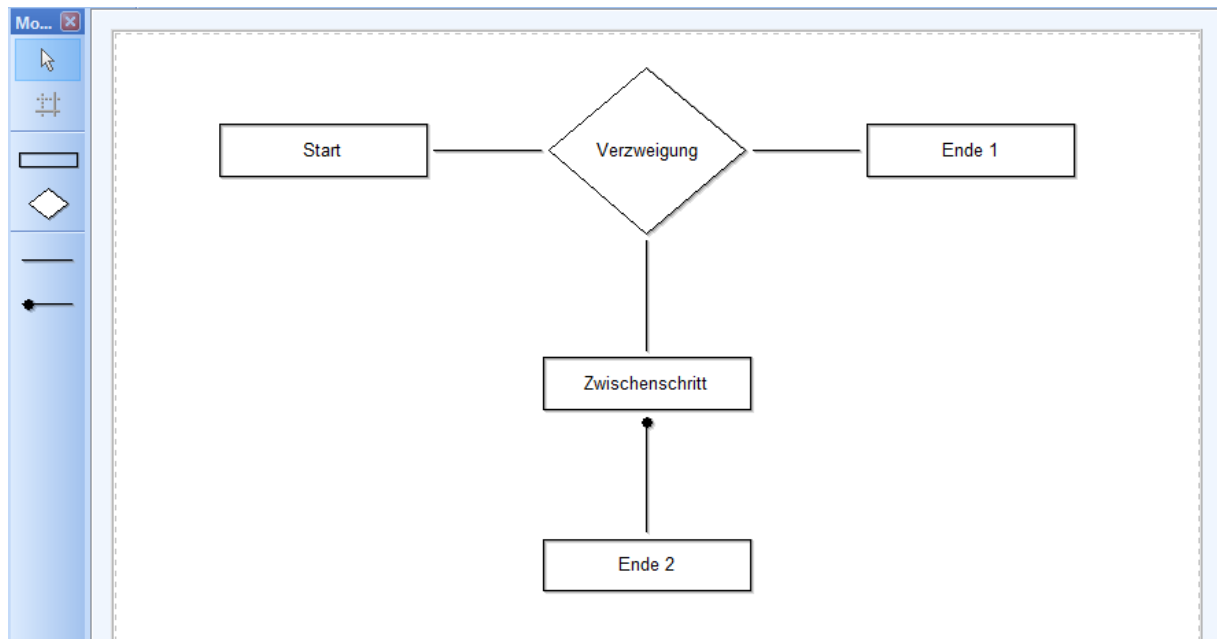 Mo...
Start
Verzweigung
Ende 1
Zwischenschritt
Ende 2